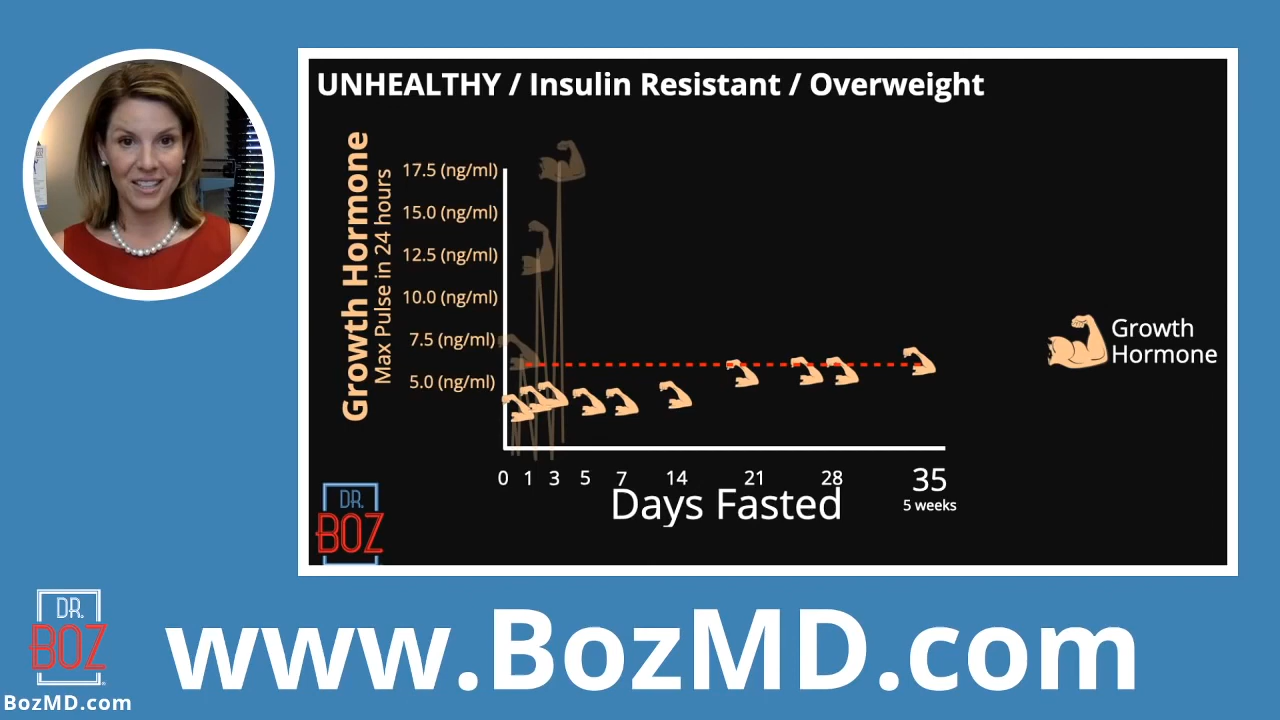 UNHEALTHY / Insulin Resistant / Overweight
Growth Hormone
Max Pulse in 24 hours
17.5 (ng/ml)
15.0 (ng/ml)
12.5 (ng/ml)
10.0 (ng/ml)
7.5 (ng/ml)
5.0 (ng/ml)
Growth
Hormone
0 1 3 5 7 14 21 28 35
5 weeks
Days Fasted
DR.
BOZ
DR.
BOZ
www.BozMD.com
BozMD.com